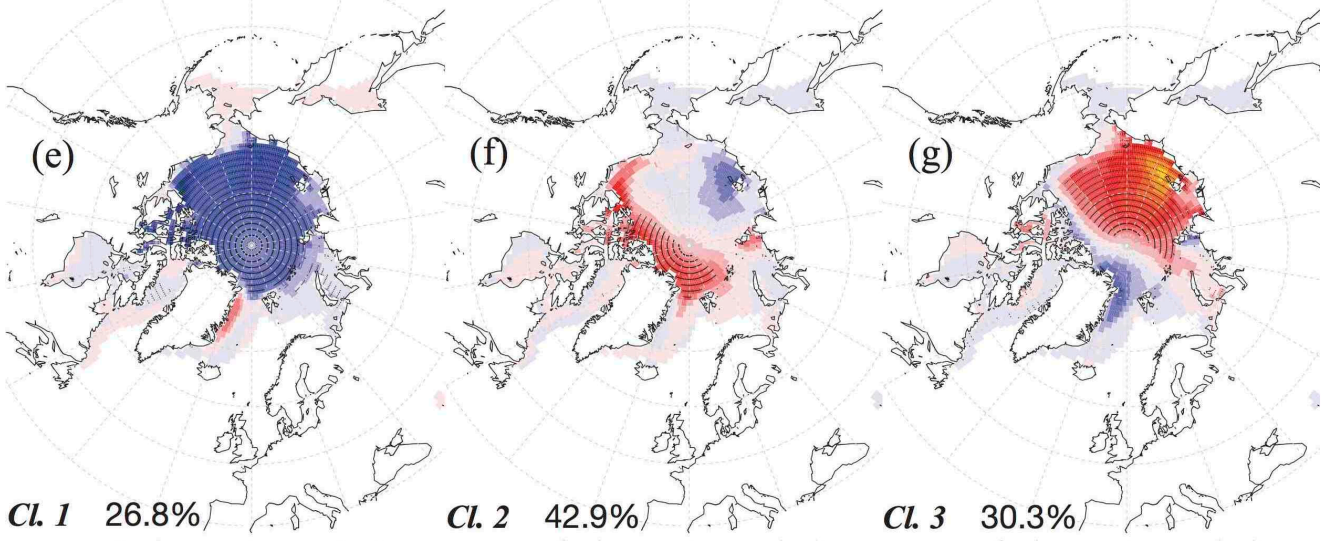 (e)
(f)
(g)
Cl. 1 26.8%
Cl. 2 42.9%
Cl. 3 30.3%